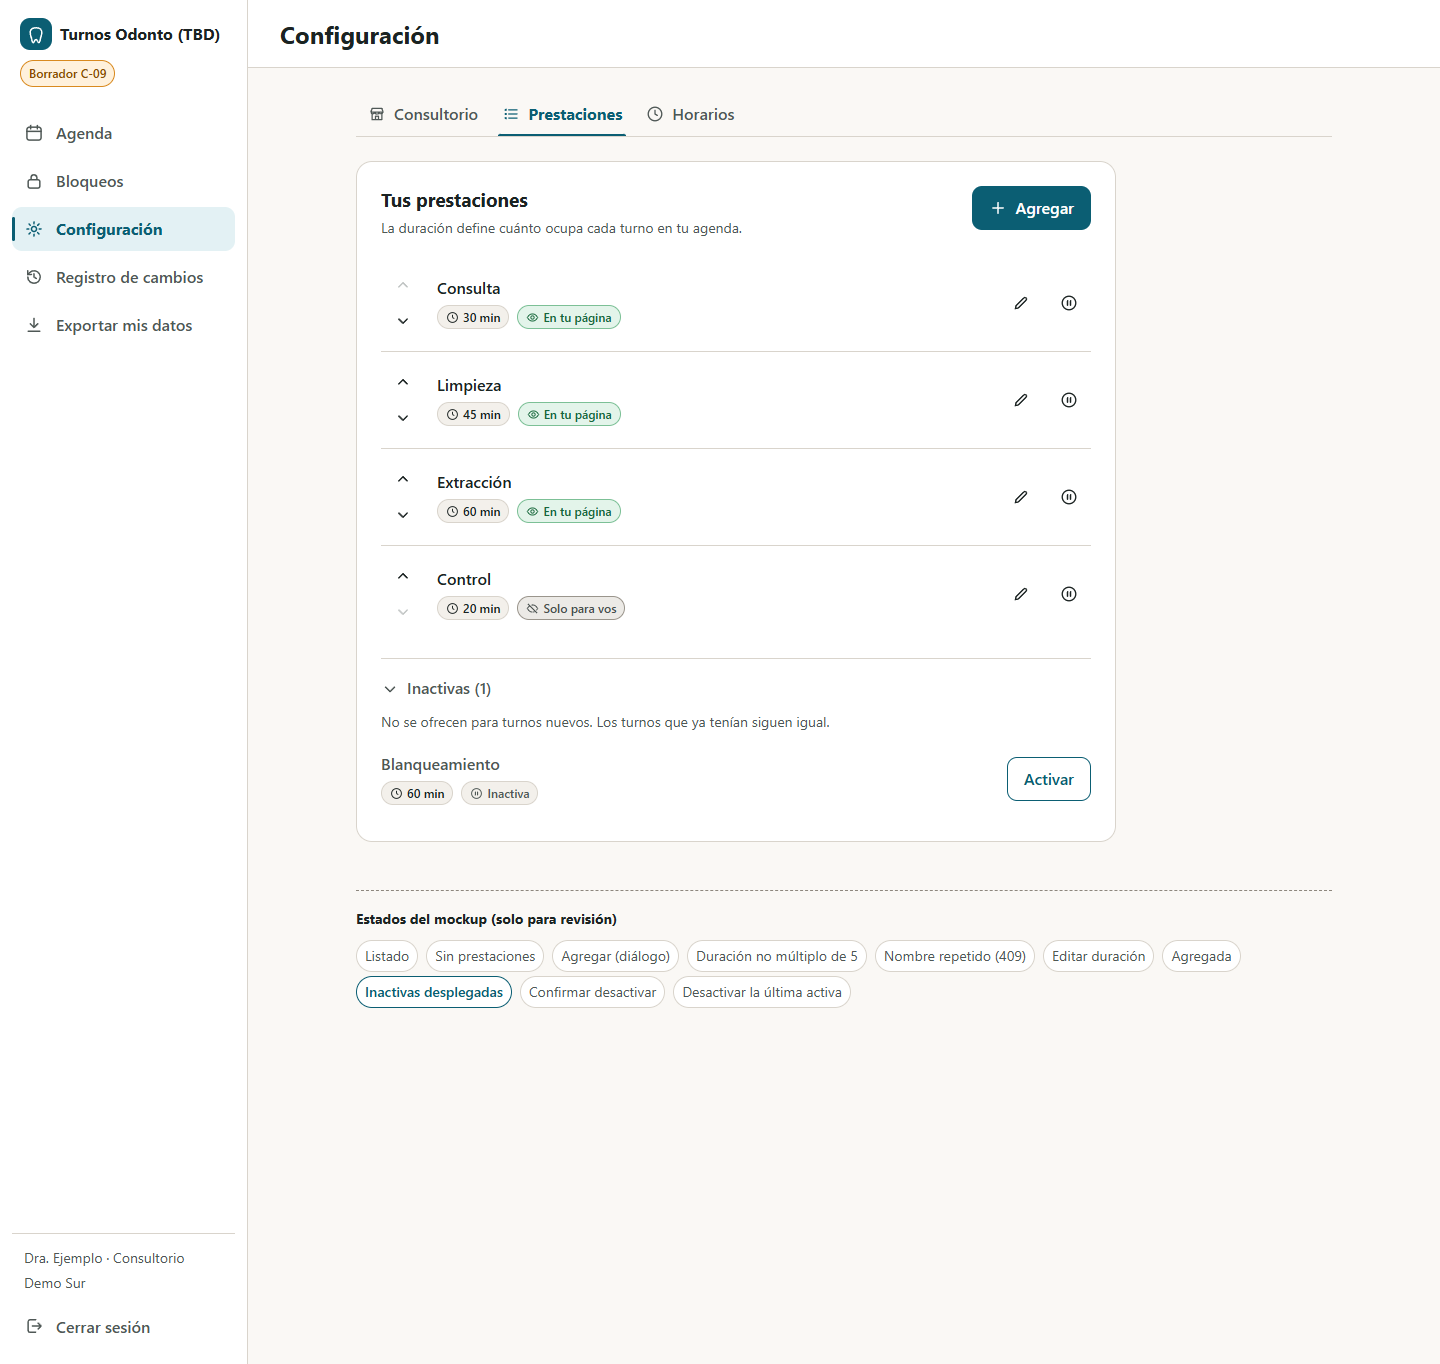 Turnos Odonto (TBD)
Borrador C-09
Agenda
Bloqueos
Configuración
Registro de cambios
Exportar mis datos
Dra. Ejemplo · Consultorio
Demo Sur
Cerrar sesión
Configuración
Consultorio
Prestaciones
Horarios
Tus prestaciones
La duración define cuánto ocupa cada turno en tu agenda.
Agregar
Consulta
30 min
En tu página
Limpieza
45 min
En tu página
Extracción
60 min
En tu página
Control
20 min
Solo para vos
Inactivas (1)
No se ofrecen para turnos nuevos. Los turnos que ya tenían siguen igual.
Blanqueamiento
60 min
Inactiva
Activar
Estados del mockup (solo para revisión)
Listado
Sin prestaciones
Agregar (diálogo)
Duración no múltiplo de 5
Nombre repetido (409)
Editar duración
Agregada
Inactivas desplegadas
Confirmar desactivar
Desactivar la última activa